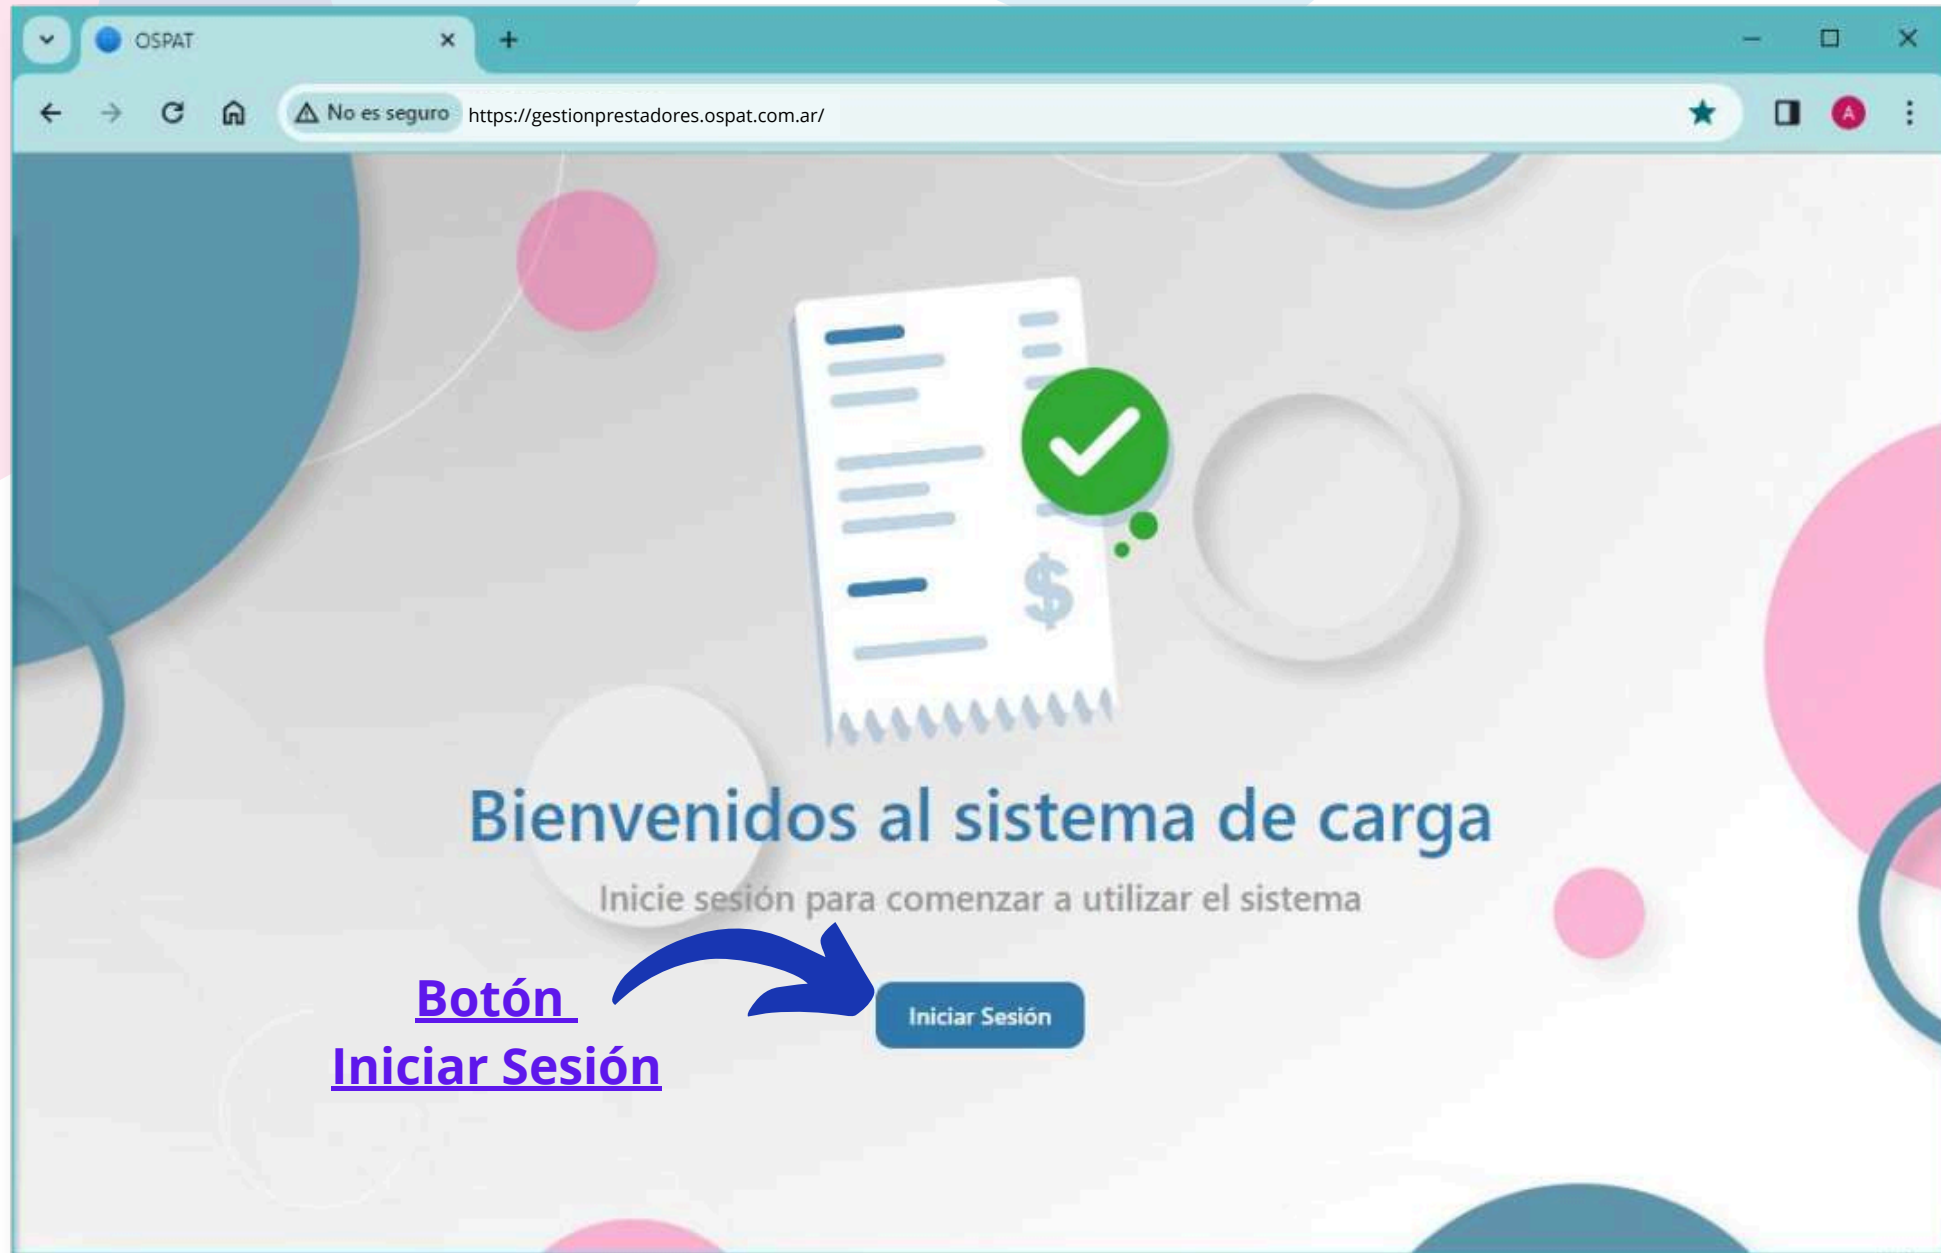 OSPAT
No es seguro https://gestionprestadores.ospat.com.ar/
A
$
Bienvenidos al sistema de carga
Inicie sesión para comenzar a utilizar el sistema
Botón
Iniciar Sesión
Iniciar Sesión